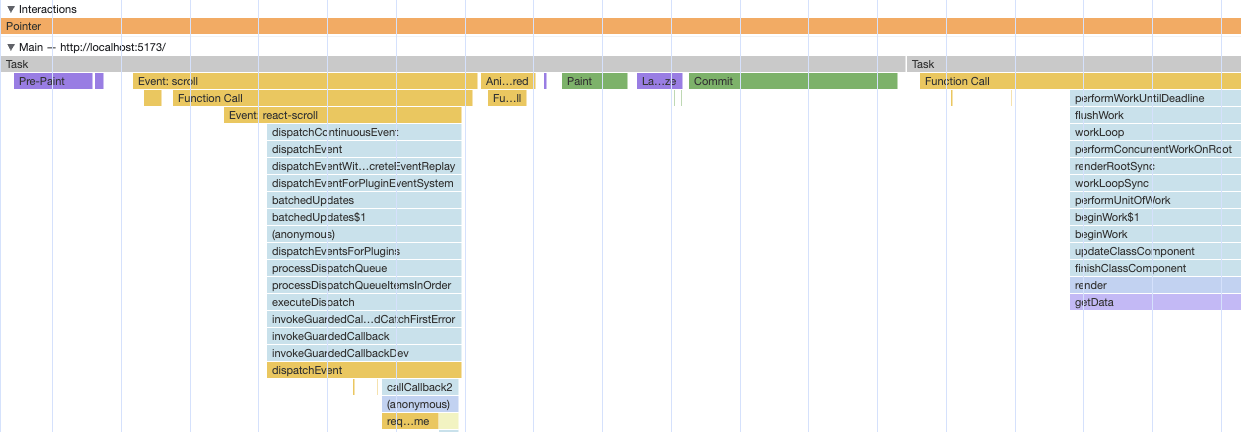 ▼ Interactions
Pointer
▼ Main — http://localhost:5173/
Task Task
Pre-Paint Event: scroll Ani…red Paint La…ze Commit Function Call
Function Call Fu…ll performWorkUntilDeadline
Event: react-scroll flushWork
dispatchContinuousEvent workLoop
dispatchEvent performConcurrentWorkOnRoot
dispatchEventWit…creteEventReplay renderRootSync
dispatchEventForPluginEventSystem workLoopSync
batchedUpdates performUnitOfWork
batchedUpdates$1 beginWork$1
(anonymous) beginWork
dispatchEventsForPlugins updateClassComponent
processDispatchQueue finishClassComponent
processDispatchQueueItemsInOrder render
executeDispatch getData
invokeGuardedCal…dCatchFirstError
invokeGuardedCallback
invokeGuardedCallbackDev
dispatchEvent
callCallback2
(anonymous)
req…me